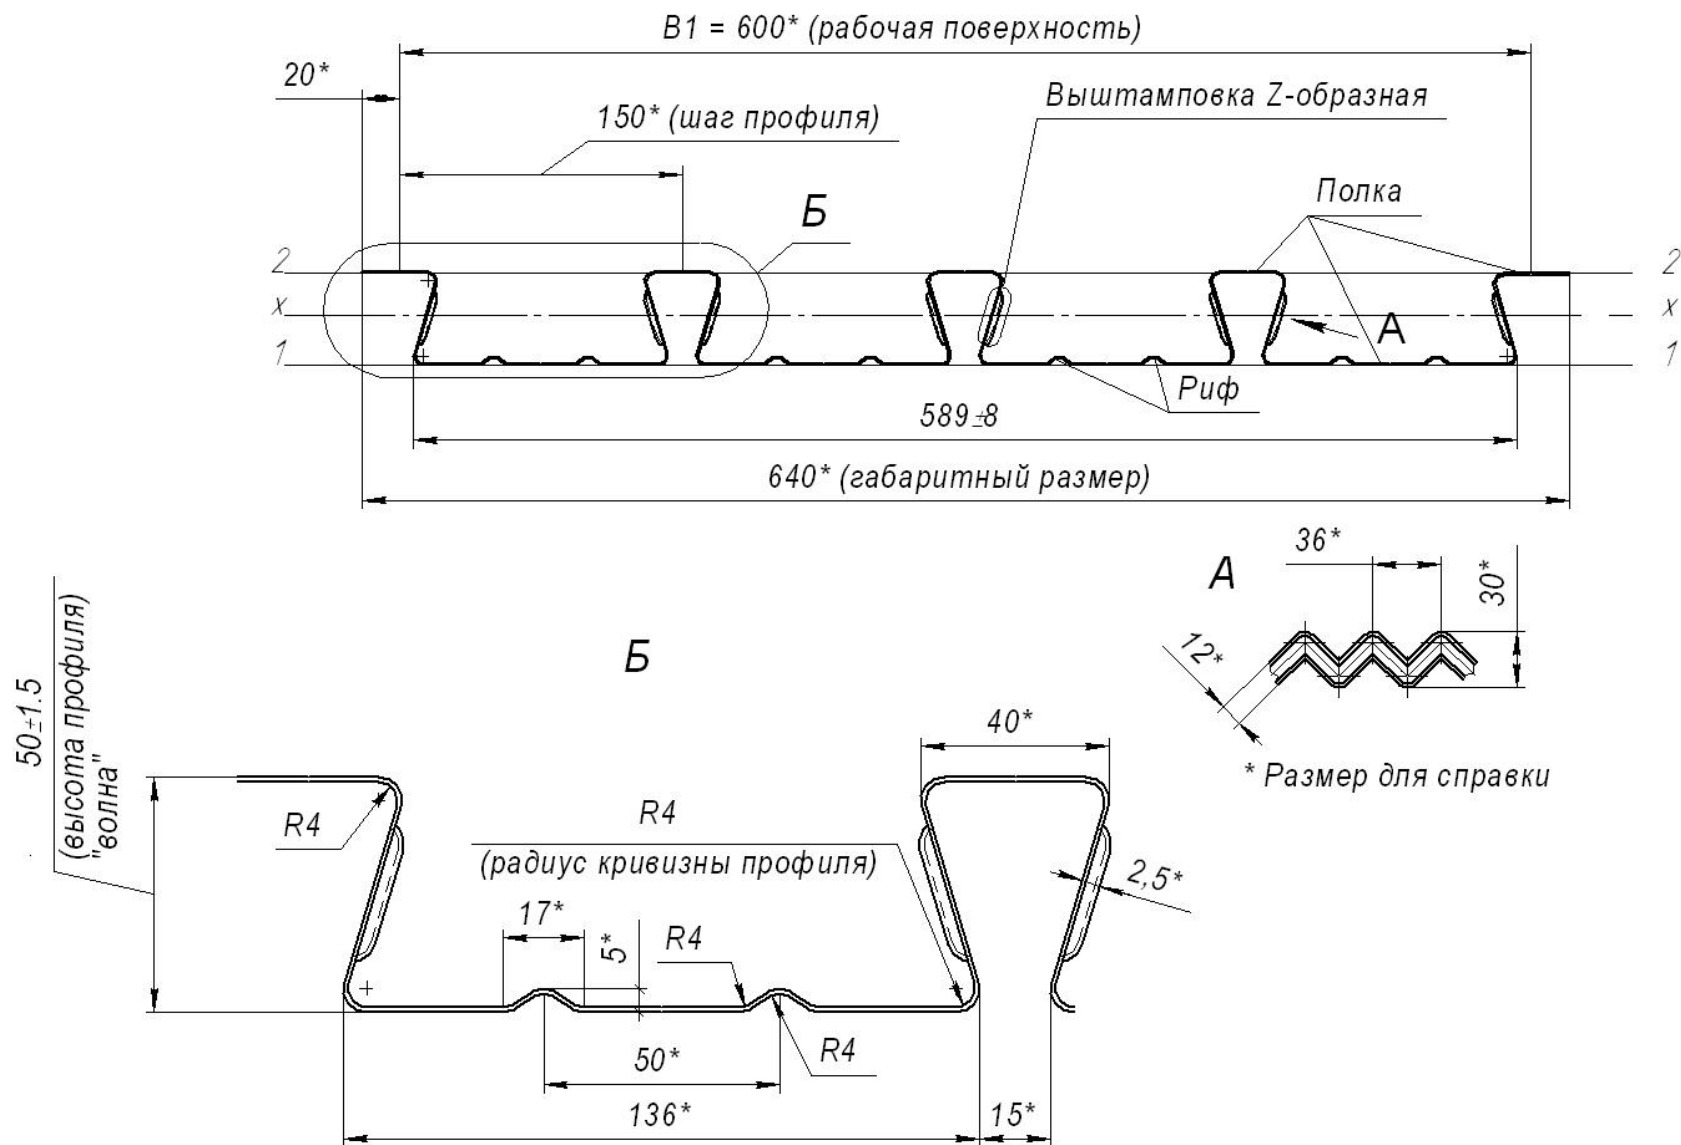 B1 = 600* (рабочая поверхность)
20*
150* (шаг профиля)
Выштамповка Z-образная
Б
Полка
2
2
x
x
А
1
1
Риф
589±8
640* (габаритный размер)
А
36*
30*
12*
* Размер для справки
Б
50±1.5
(высота профиля)
"волна"
40*
R4
R4
(радиус кривизны профиля)
2,5*
17*
5*
R4
R4
50*
136*
15*